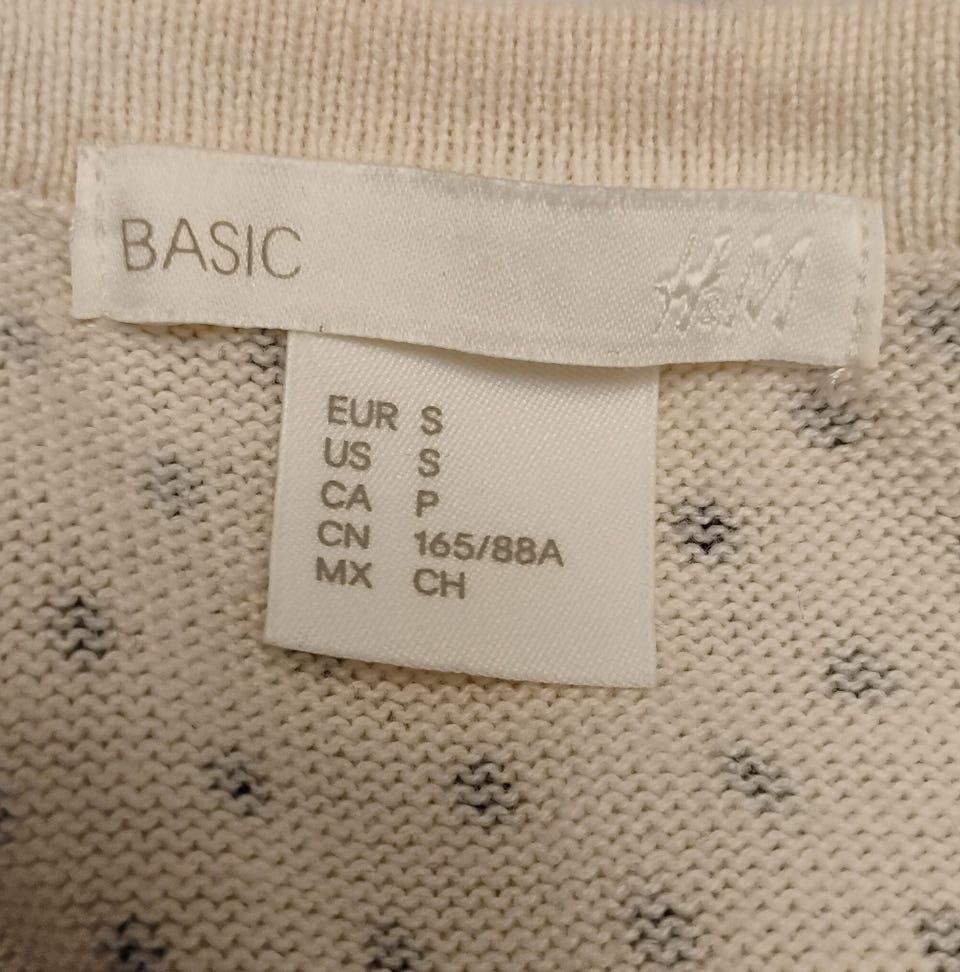 BASIC H&M
EUR S
US S
CA P
CN 165/88A
MX CH